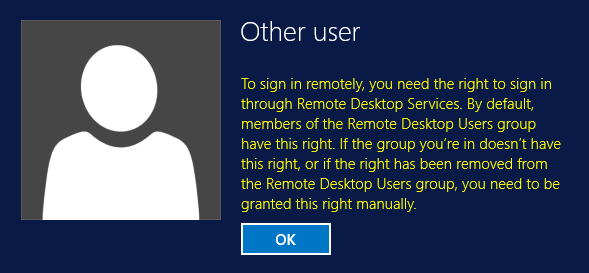 Other user
To sign in remotely, you need the right to sign in
through Remote Desktop Services. By default,
members of the Remote Desktop Users group
have this right. If the group you’re in doesn’t have
this right, or if the right has been removed from
the Remote Desktop Users group, you need to be
granted this right manually.
OK